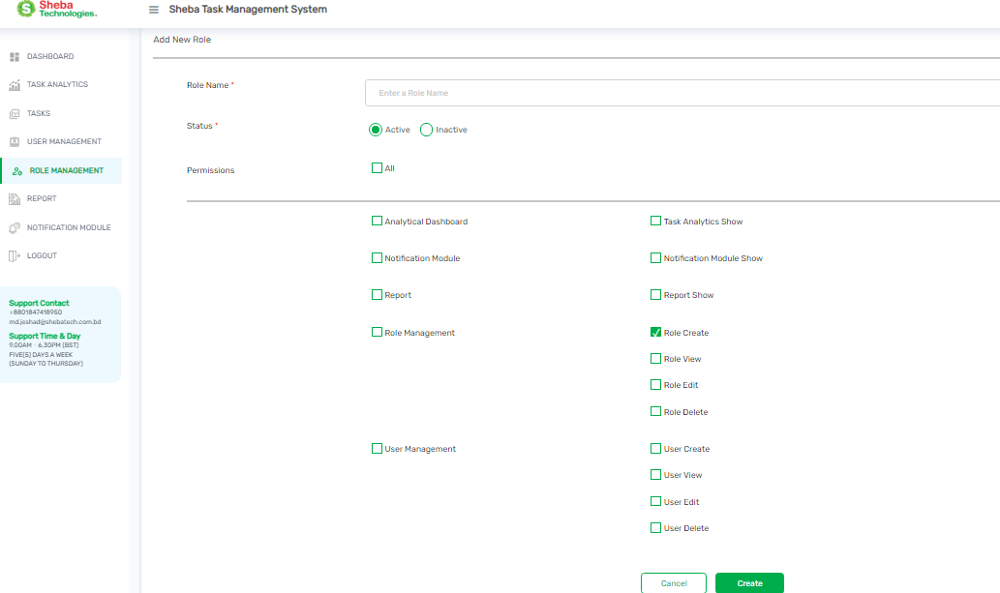 Sheba
Technologies.
Sheba Task Management System
DASHBOARD
TASK ANALYTICS
TASKS
USER MANAGEMENT
ROLE MANAGEMENT
REPORT
NOTIFICATION MODULE
LOGOUT
Support Contact
+8801847418950
md.jeshad@shebatech.com.bd
Support Time & Day
9.00AM - 6.30PM (BST)
FIVE(5) DAYS A WEEK
(SUNDAY TO THURSDAY)
Add New Role
Role Name *
Enter a Role Name
Status *
Active Inactive
Permissions
All
Analytical Dashboard
Task Analytics Show
Notification Module
Notification Module Show
Report
Report Show
Role Management
Role Create
Role View
Role Edit
Role Delete
User Management
User Create
User View
User Edit
User Delete
Cancel
Create